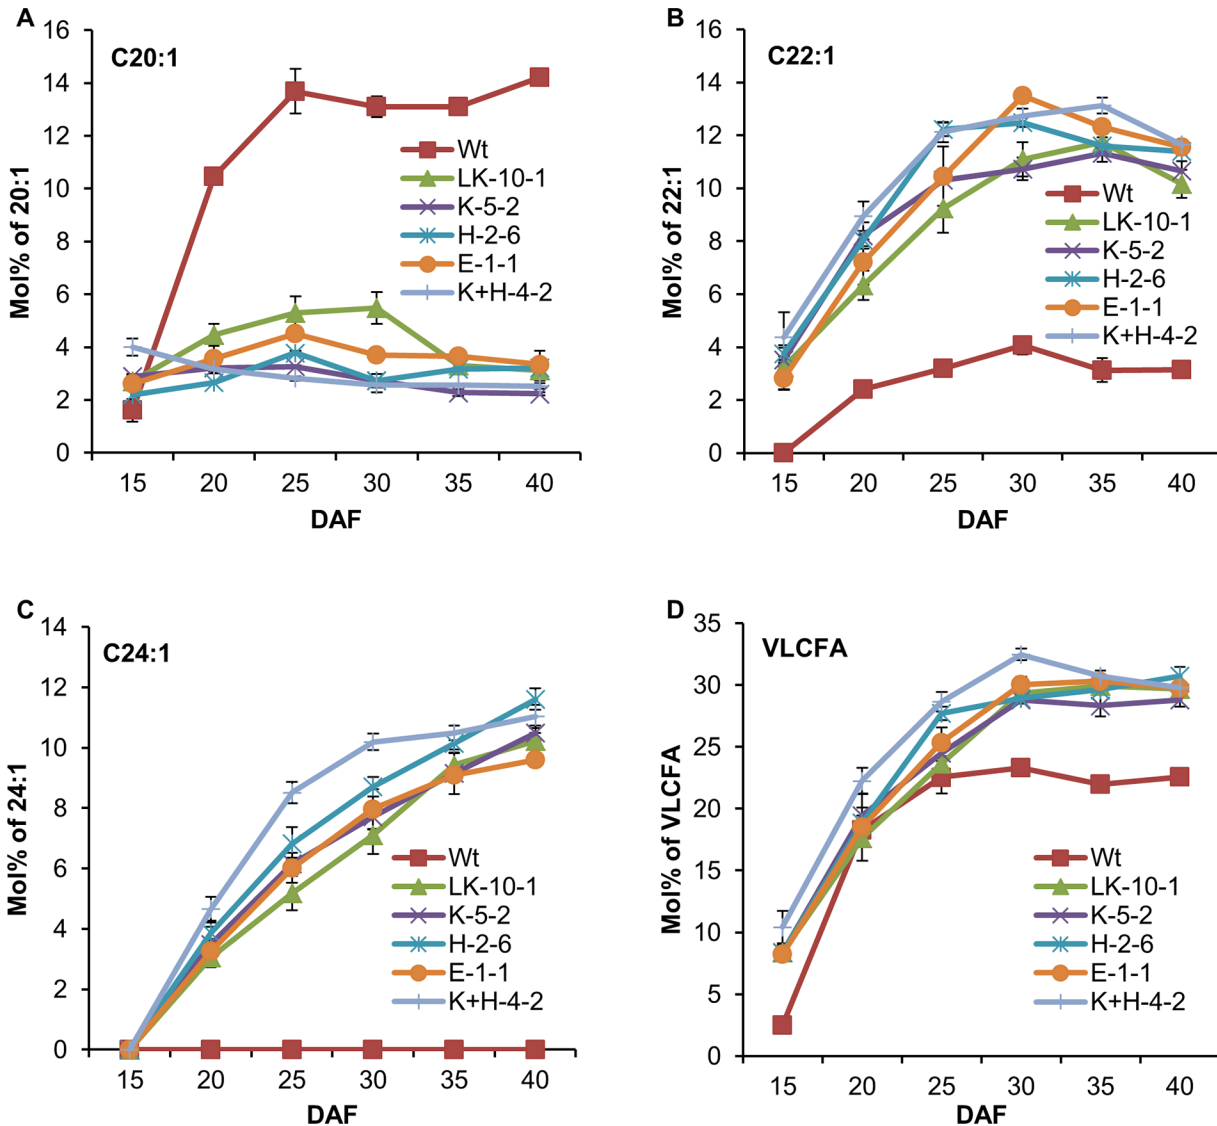 A
C20:1
Mol% of 20:1
16
14
12
10
8
6
4
2
0
Wt
LK-10-1
K-5-2
H-2-6
E-1-1
K+H-4-2
15 20 25 30 35 40
DAF
B
C22:1
Mol% of 22:1
16
14
12
10
8
6
4
2
0
Wt
LK-10-1
K-5-2
H-2-6
E-1-1
K+H-4-2
15 20 25 30 35 40
DAF
C
C24:1
Mol% of 24:1
14
12
10
8
6
4
2
0
Wt
LK-10-1
K-5-2
H-2-6
E-1-1
K+H-4-2
15 20 25 30 35 40
DAF
D
VLCFA
Mol% of VLCFA
35
30
25
20
15
10
5
0
Wt
LK-10-1
K-5-2
H-2-6
E-1-1
K+H-4-2
15 20 25 30 35 40
DAF